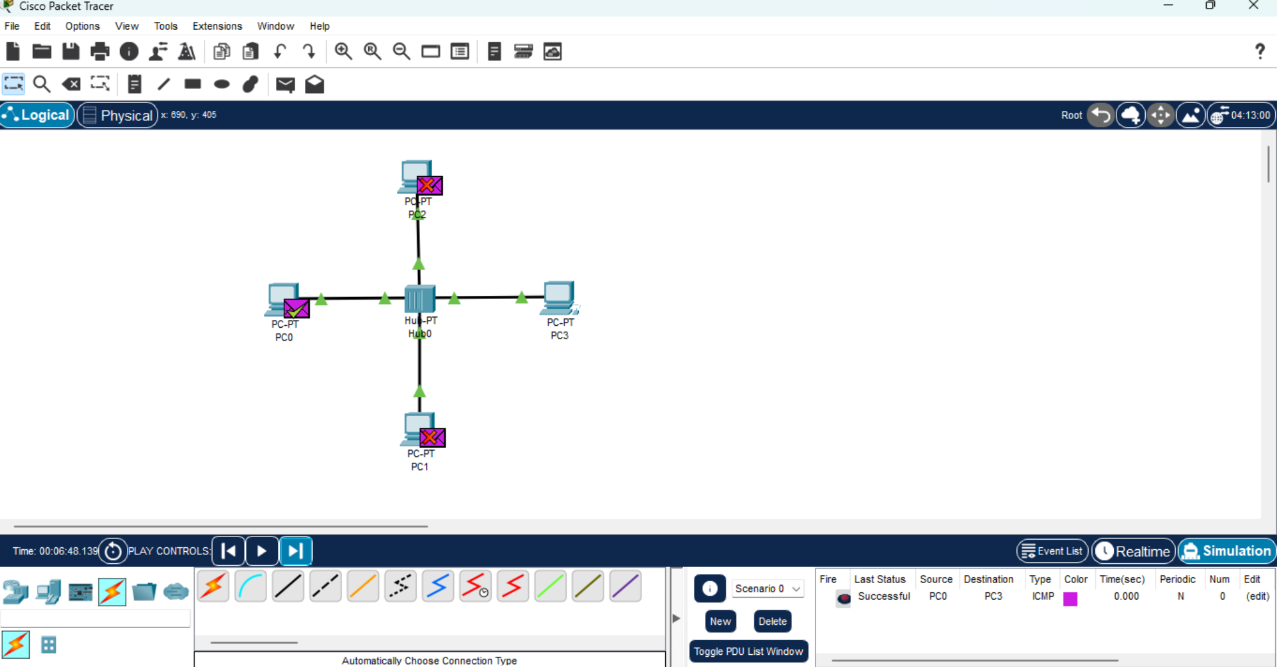 Cisco Packet Tracer
File Edit Options View Tools Extensions Window Help
?
Logical Physical x: 690, y: 405 Root 04:13:00
PC-PT
PC2
PC-PT
PC0
Hub-PT
Hub0
PC-PT
PC3
PC-PT
PC1
Time: 00:06:48.139 PLAY CONTROLS: Event List Realtime Simulation
Scenario 0
New Delete
Toggle PDU List Window
Fire Last Status Source Destination Type Color Time(sec) Periodic Num Edit
Successful PC0 PC3 ICMP 0.000 N 0 (edit)
Automatically Choose Connection Type